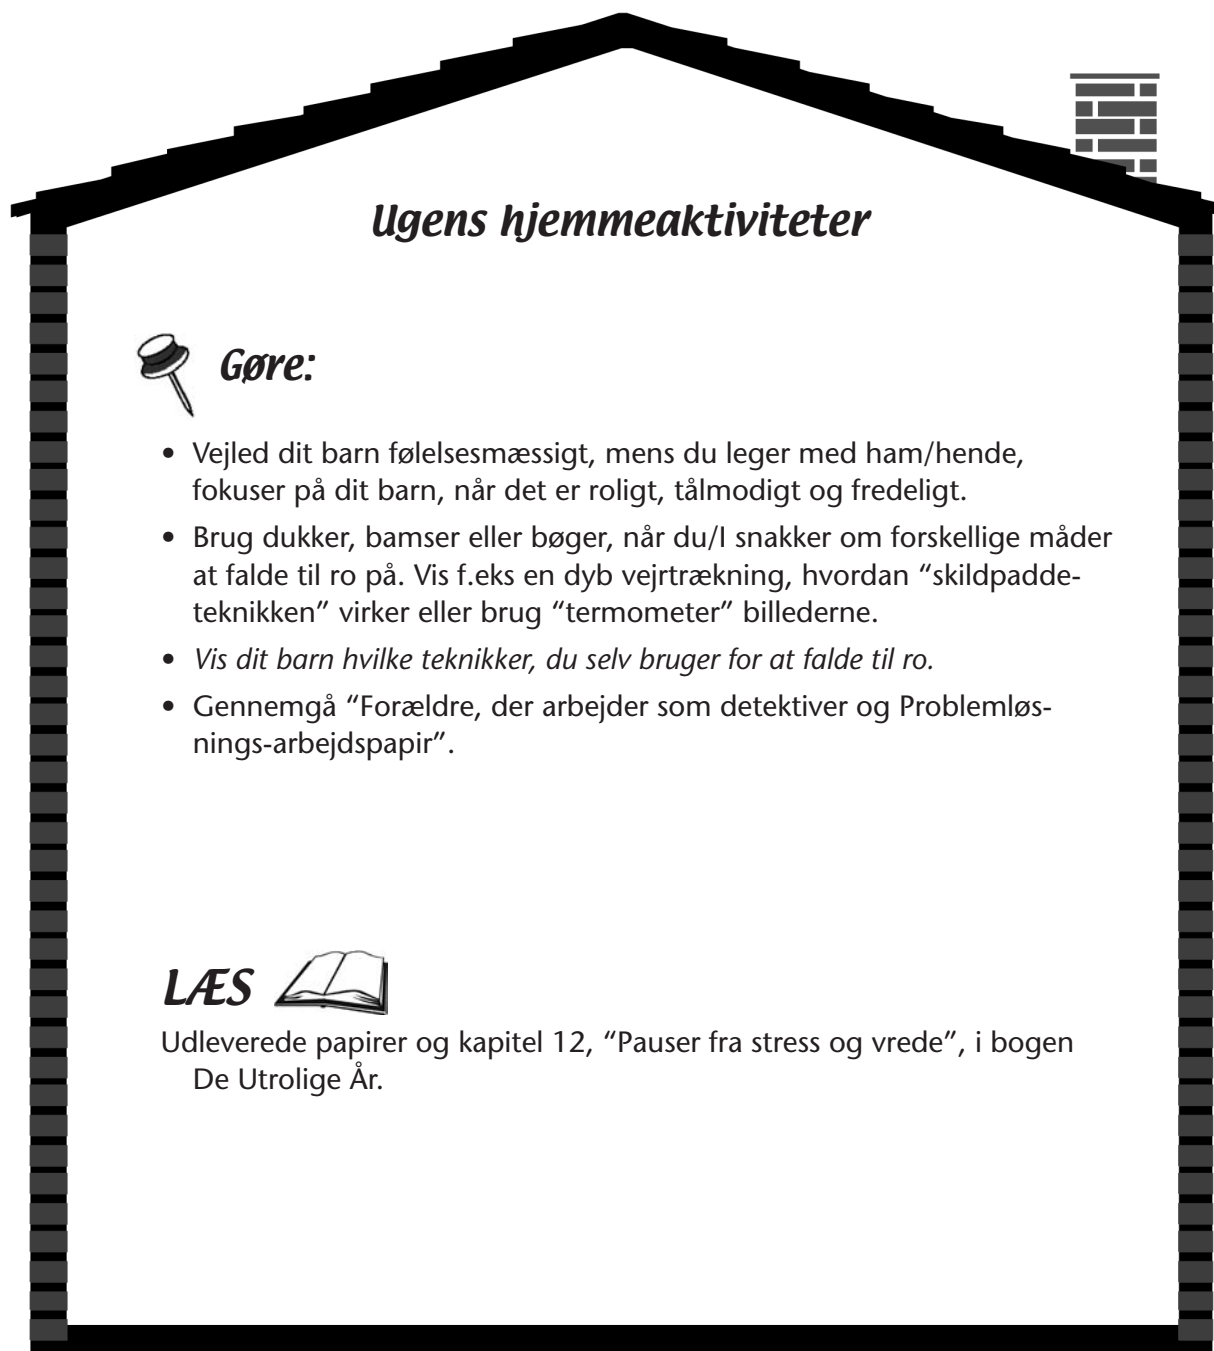 Ugens hjemmeaktiviteter
Gøre:
• Vejled dit barn følelsesmæssigt, mens du leger med ham/hende,
fokuser på dit barn, når det er roligt, tålmodigt og fredeligt.
• Brug dukker, bamser eller bøger, når du/I snakker om forskellige måder
at falde til ro på. Vis f.eks en dyb vejrtrækning, hvordan “skildpadde-
teknikken” virker eller brug “termometer” billederne.
• Vis dit barn hvilke teknikker, du selv bruger for at falde til ro.
• Gennemgå “Forældre, der arbejder som detektiver og Problemløs-
nings-arbejdspapir”.
LÆS
Udleverede papirer og kapitel 12, “Pauser fra stress og vrede”, i bogen
De Utrolige År.